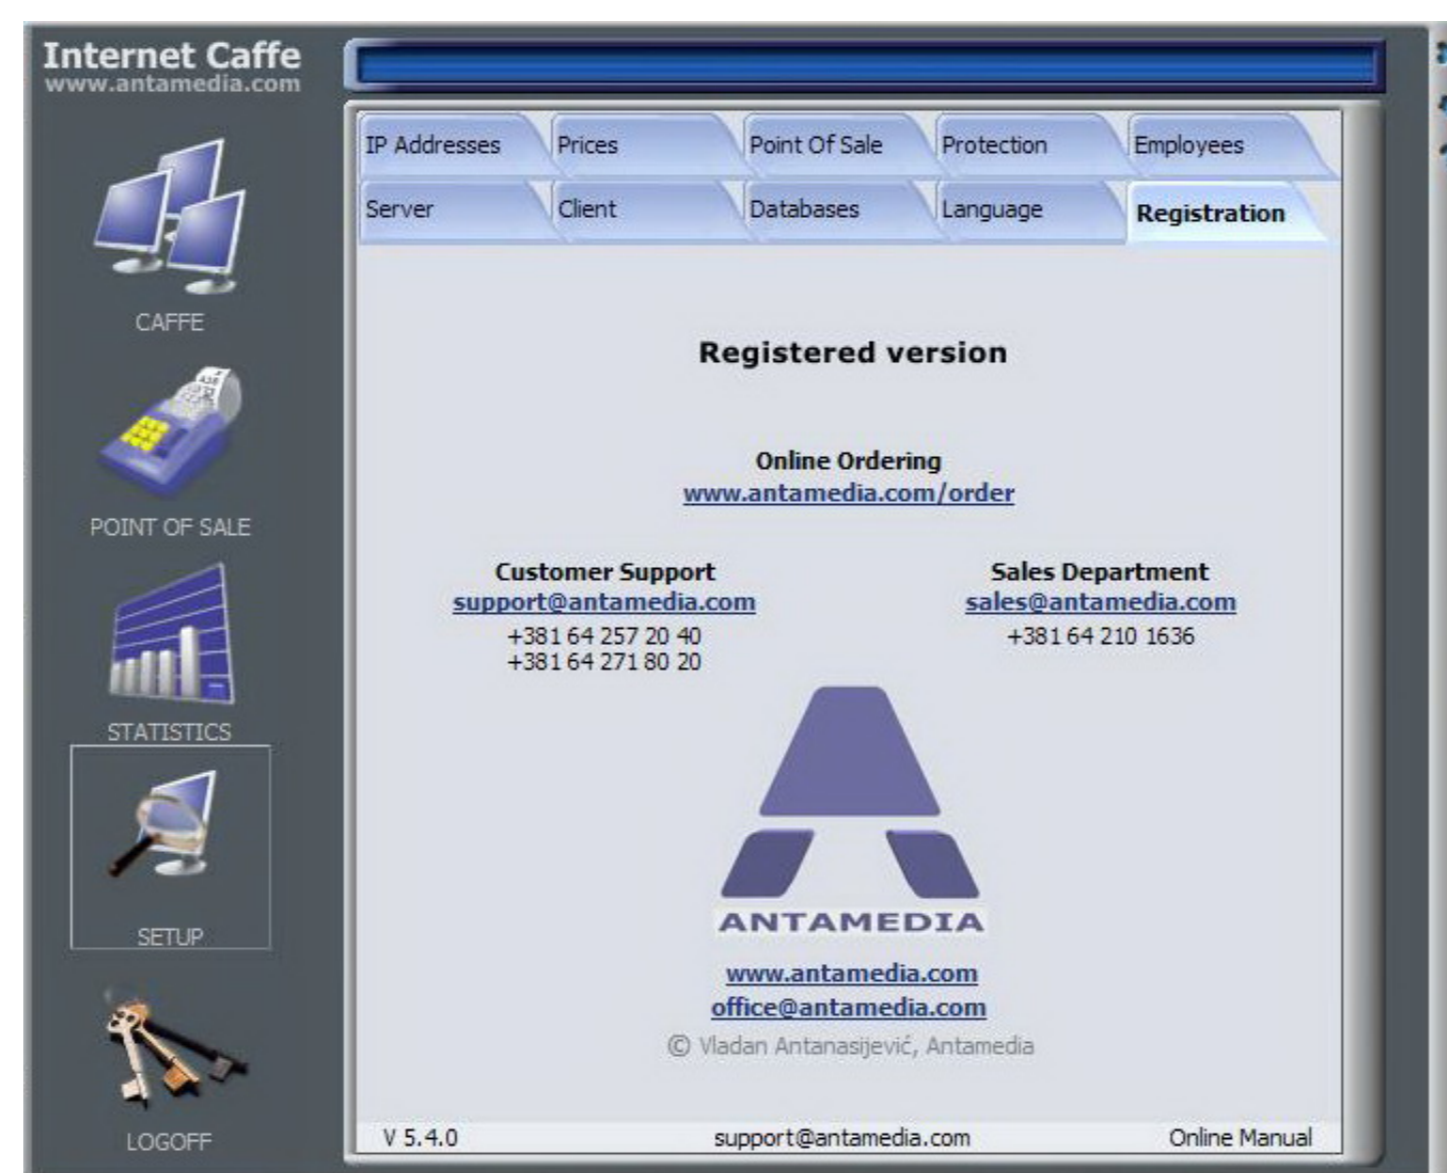 Internet Caffe
www.antamedia.com
IP Addresses Prices Point Of Sale Protection Employees
Server Client Databases Language Registration
CAFFE
POINT OF SALE
STATISTICS
SETUP
LOGOFF
Registered version
Online Ordering
www.antamedia.com/order
Customer Support
support@antamedia.com
+381 64 257 20 40
+381 64 271 80 20
Sales Department
sales@antamedia.com
+381 64 210 1636
ANTAMEDIA
www.antamedia.com
office@antamedia.com
© Vladan Antanasijević, Antamedia
V 5.4.0 support@antamedia.com Online Manual